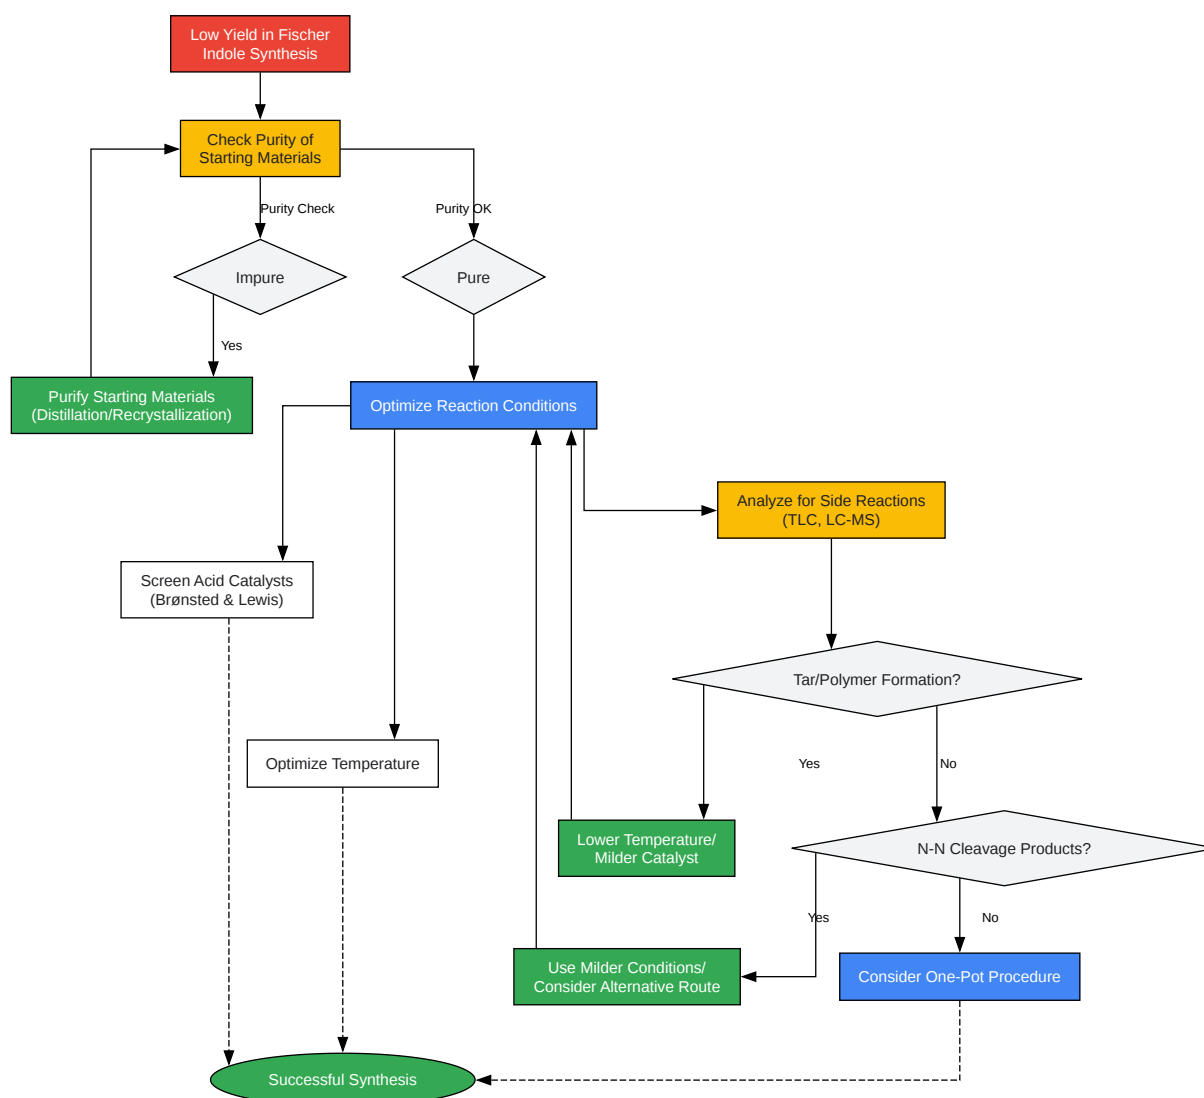 Low Yield in Fischer
Indole Synthesis
Check Purity of
Starting Materials
Purity Check
Purity OK
Impure
Pure
Yes
Purify Starting Materials
(Distillation/Recrystallization)
Optimize Reaction Conditions
Analyze for Side Reactions
(TLC, LC-MS)
Screen Acid Catalysts
(Brønsted & Lewis)
Tar/Polymer Formation?
Optimize Temperature
Yes
No
Lower Temperature/
Milder Catalyst
N-N Cleavage Products?
Yes
No
Use Milder Conditions/
Consider Alternative Route
Consider One-Pot Procedure
Successful Synthesis